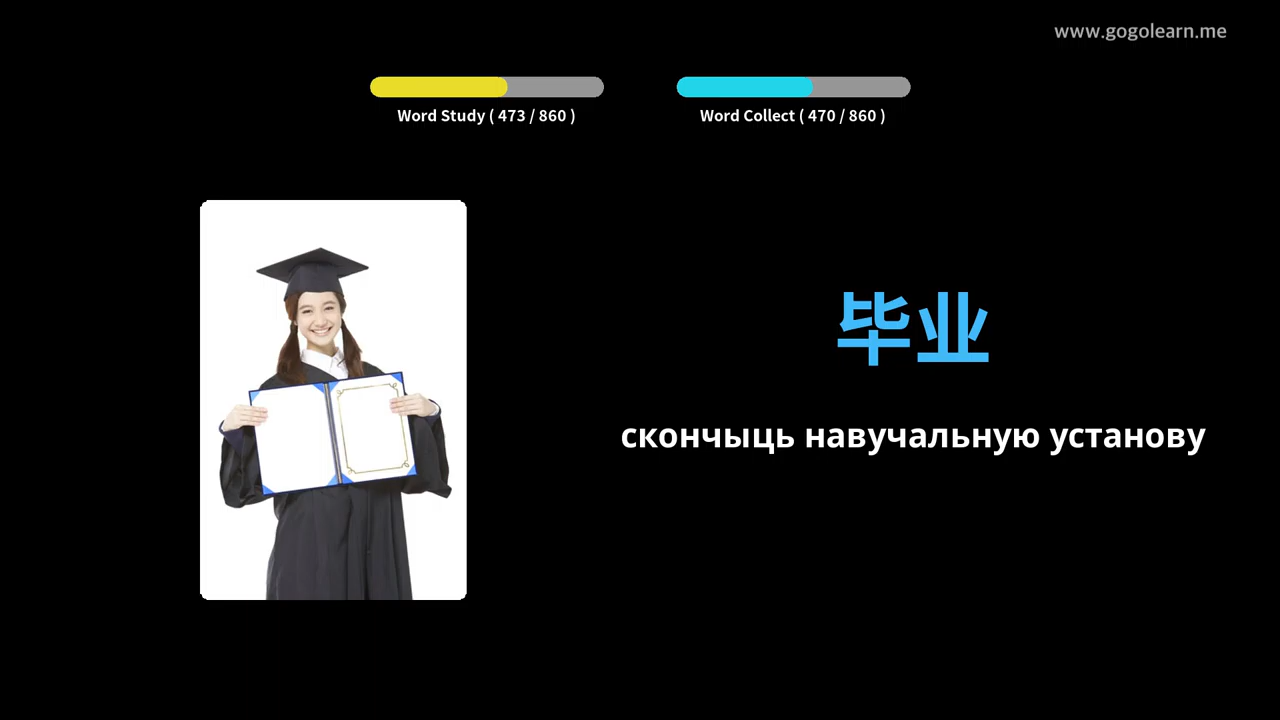 www.gogolearn.me
Word Study ( 473 / 860 )
Word Collect ( 470 / 860 )
毕业
скончыць навучальную установу